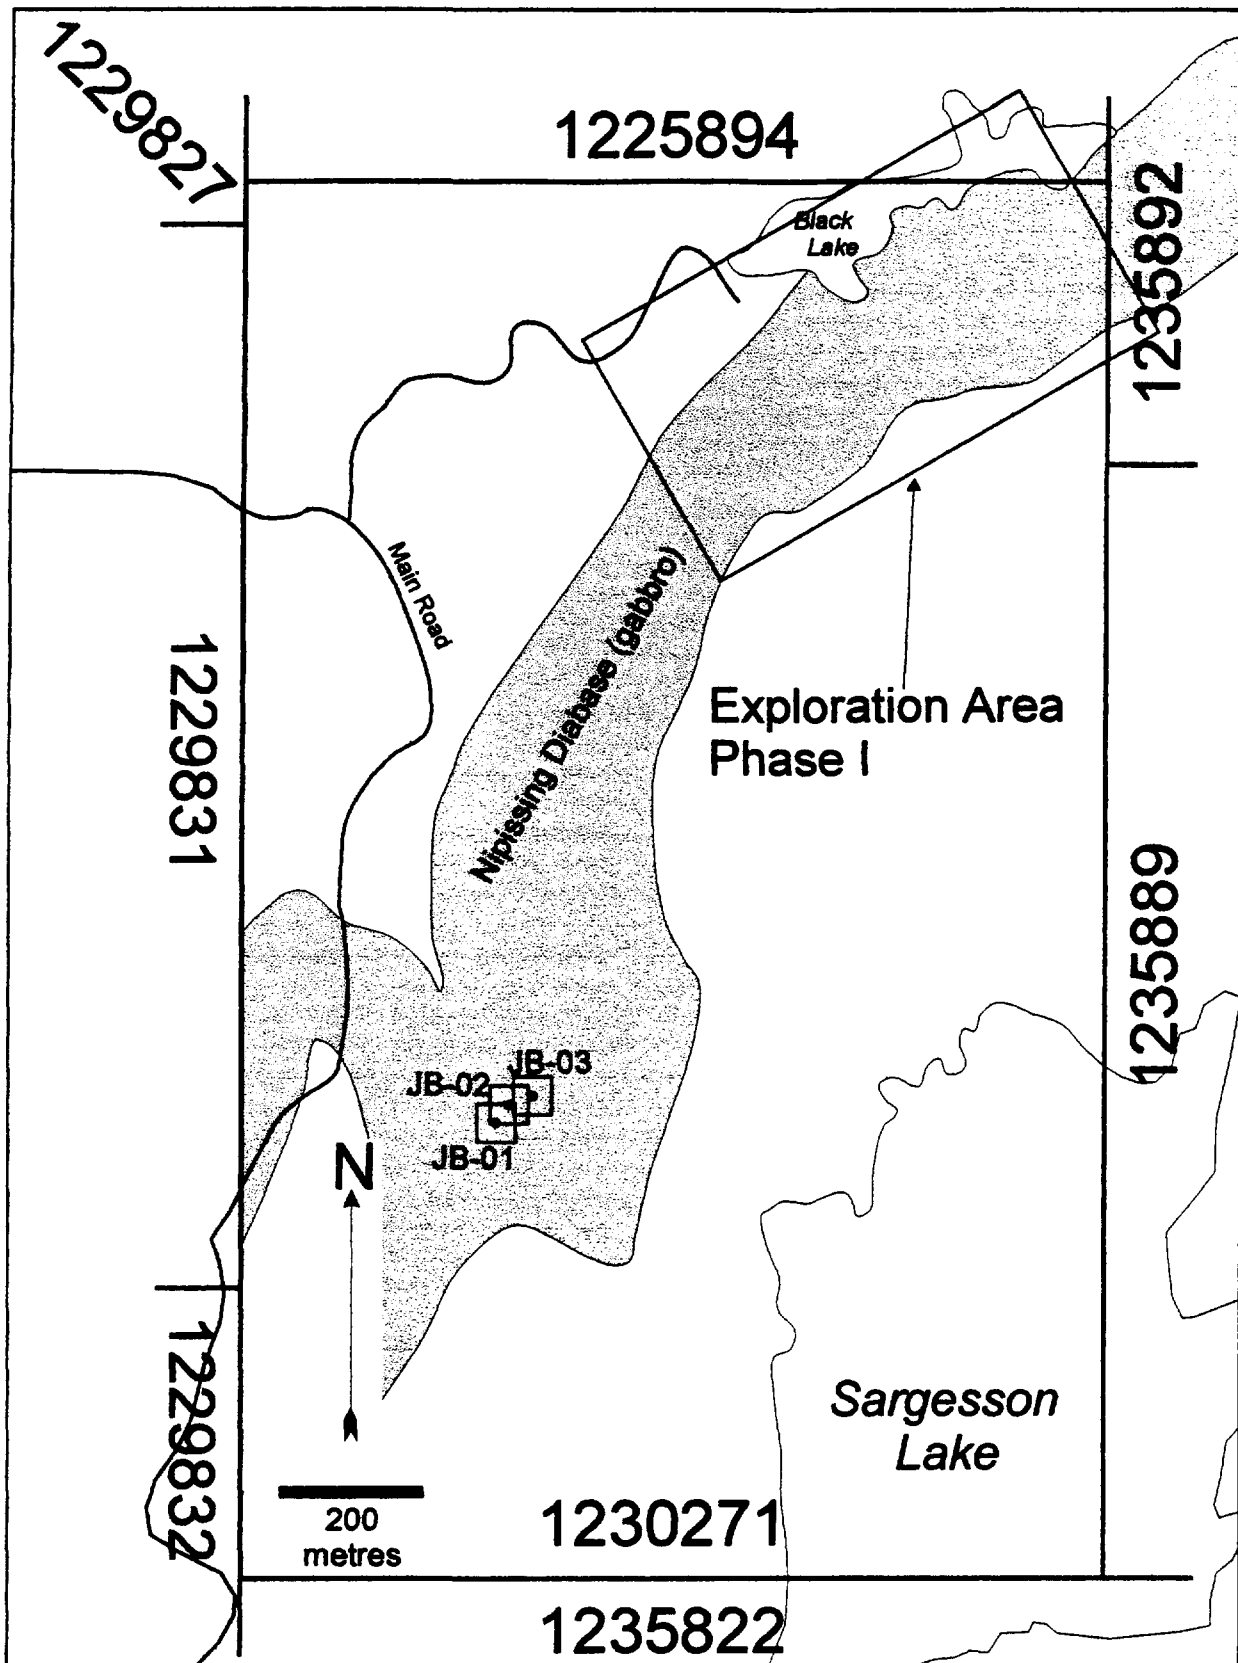 1229827
1225894
Black
Lake
1235892
Main Road
Nipissing Diabase (gabbro)
1229831
Exploration Area
Phase I
1235889
JB-03
JB-02
JB-01
N
1229832
Sargesson
Lake
200
metres
1230271
1235822